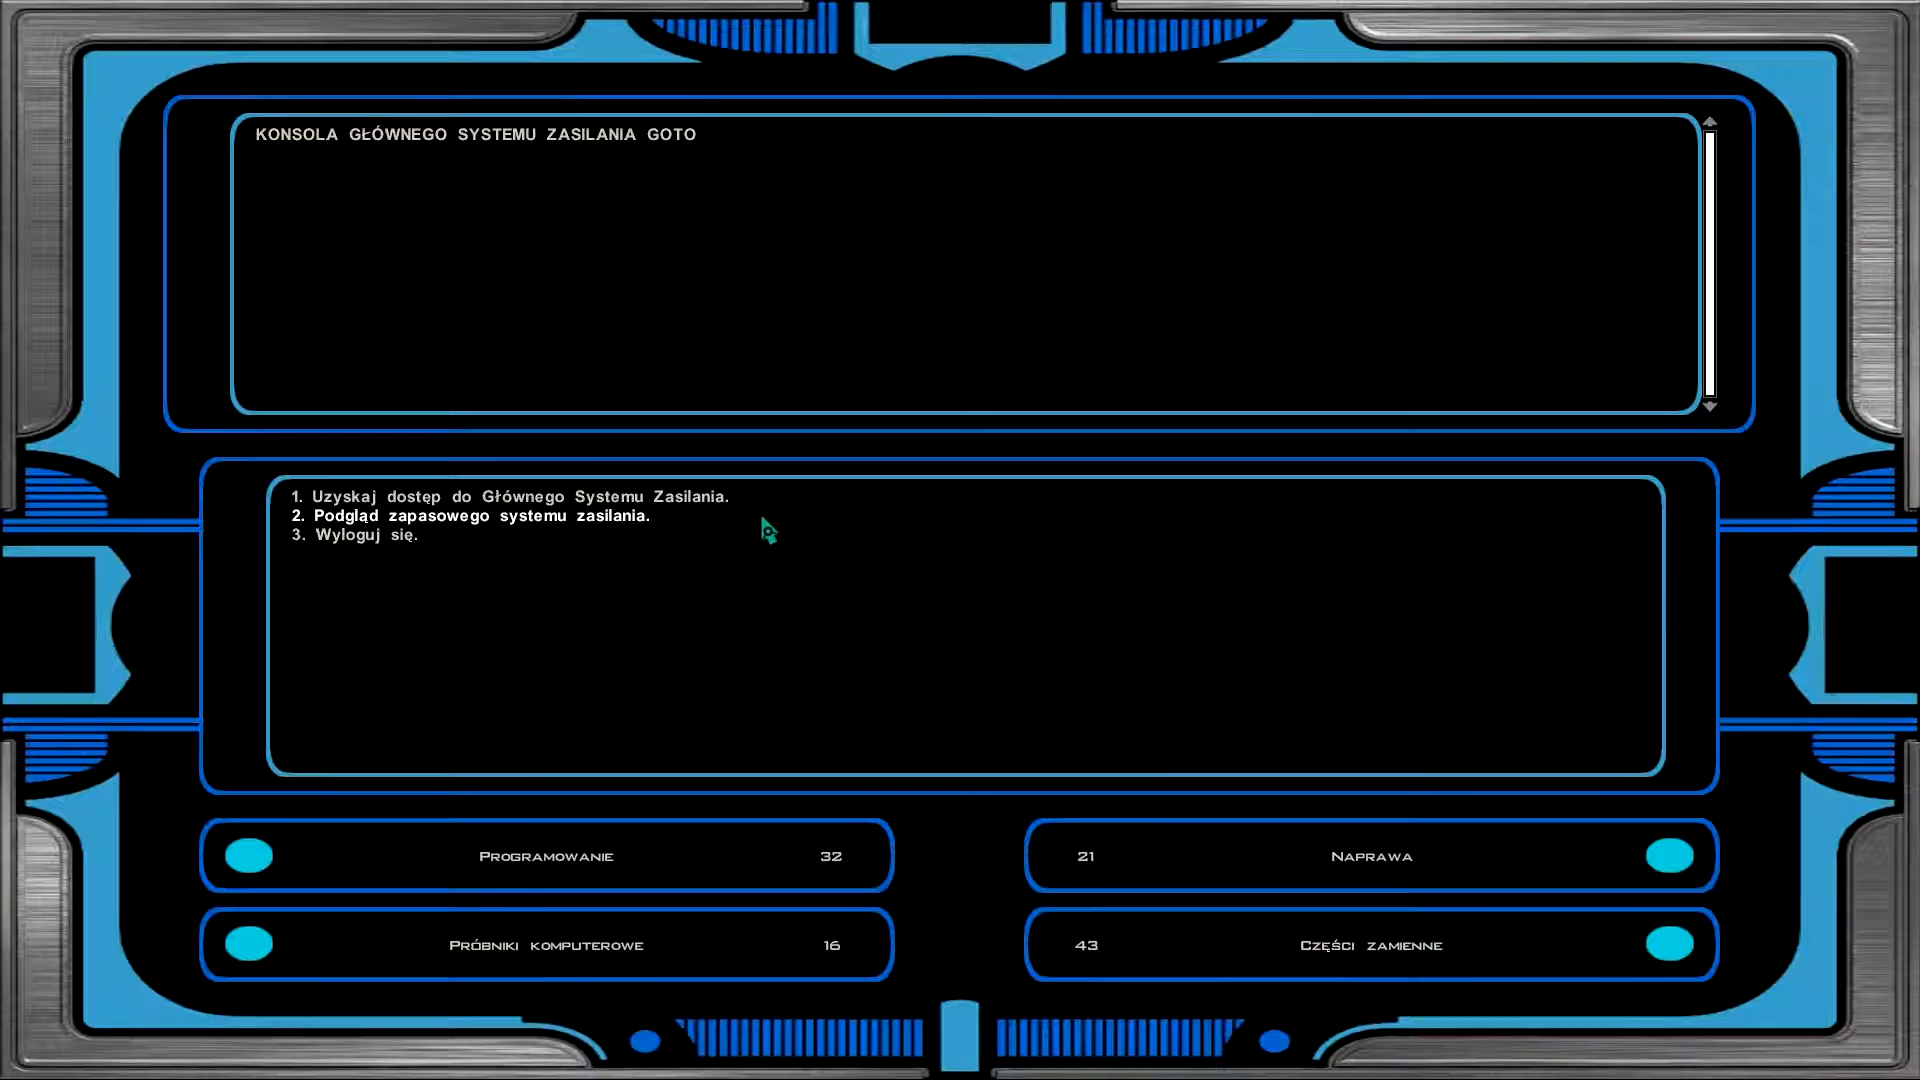 KONSOLA GŁÓWNEGO SYSTEMU ZASILANIA GOTO
1. Uzyskaj dostęp do Głównego Systemu Zasilania.
2. Podgląd zapasowego systemu zasilania.
3. Wyloguj się.
Programowanie 32
21 Naprawa
Próbniki komputerowe 16
43 Części zamienne